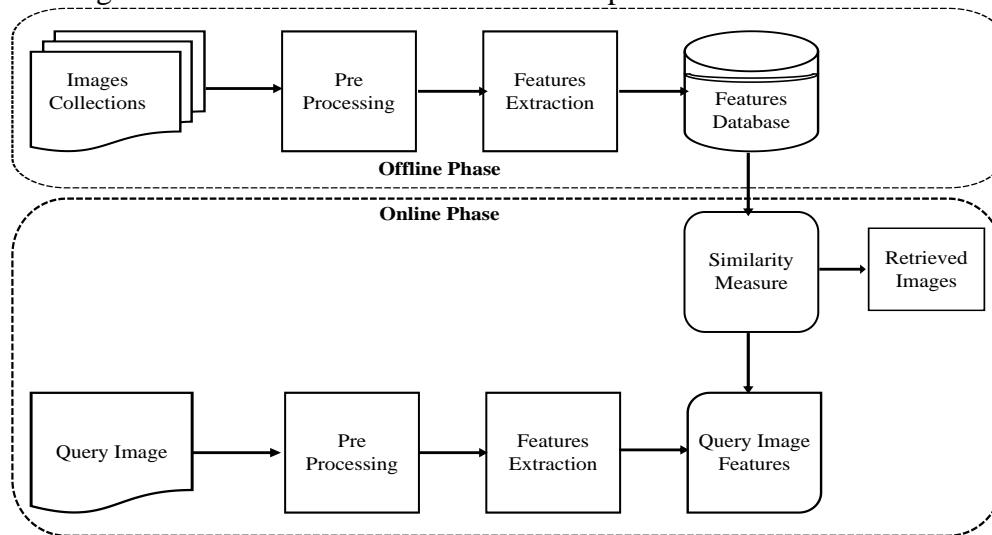 Images
Collections
Pre
Processing
Features
Extraction
Features
Database
Offline Phase
Online Phase
Similarity
Measure
Retrieved
Images
Query Image
Pre
Processing
Features
Extraction
Query Image
Features